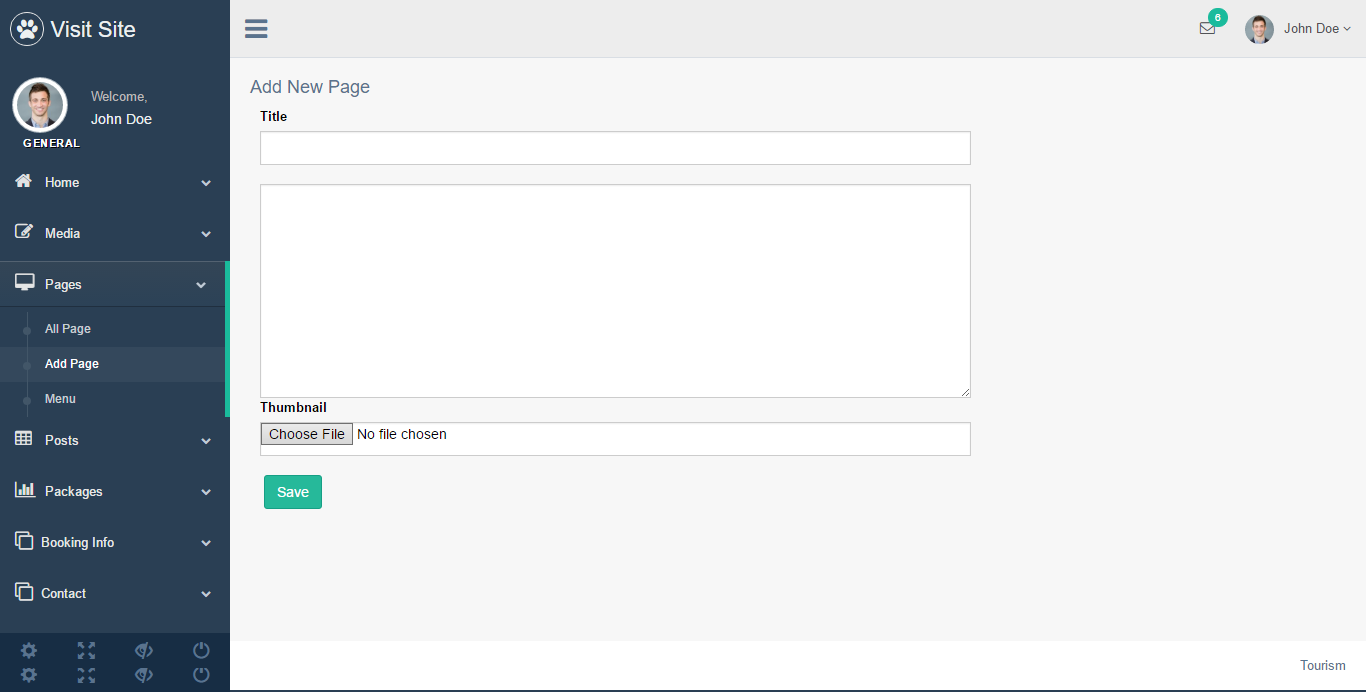 Visit Site
6
John Doe
Welcome,
John Doe
GENERAL
Home
Media
Pages
All Page
Add Page
Menu
Posts
Packages
Booking Info
Contact
Add New Page
Title
Thumbnail
Choose File No file chosen
Save
Tourism